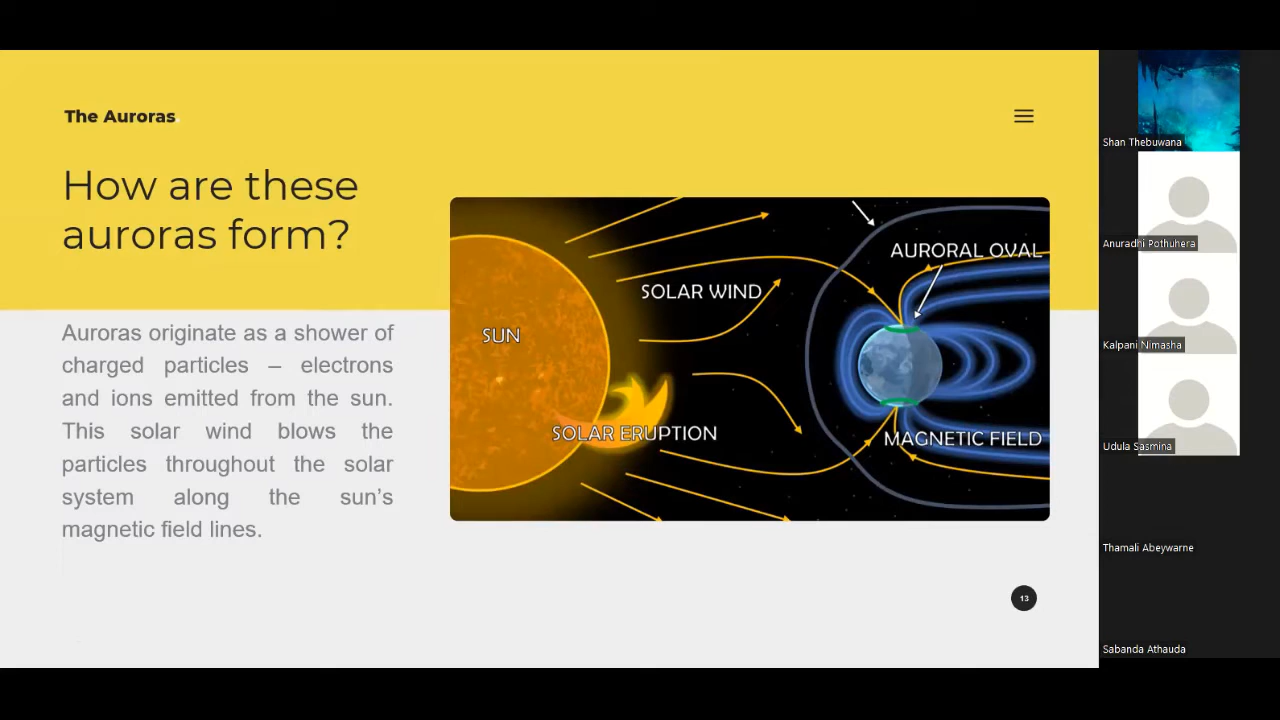 The Auroras
How are these
auroras form?
Auroras originate as a shower of
charged particles – electrons
and ions emitted from the sun.
This solar wind blows the
particles throughout the solar
system along the sun's
magnetic field lines.
SUN
SOLAR WIND
SOLAR ERUPTION
AURORAL OVAL
MAGNETIC FIELD
13
Shan Thebuwana
Anuradhi Pothuhera
Kalpani Nimasha
Udula Sasmina
Thamali Abeywarne
Sabanda Athauda